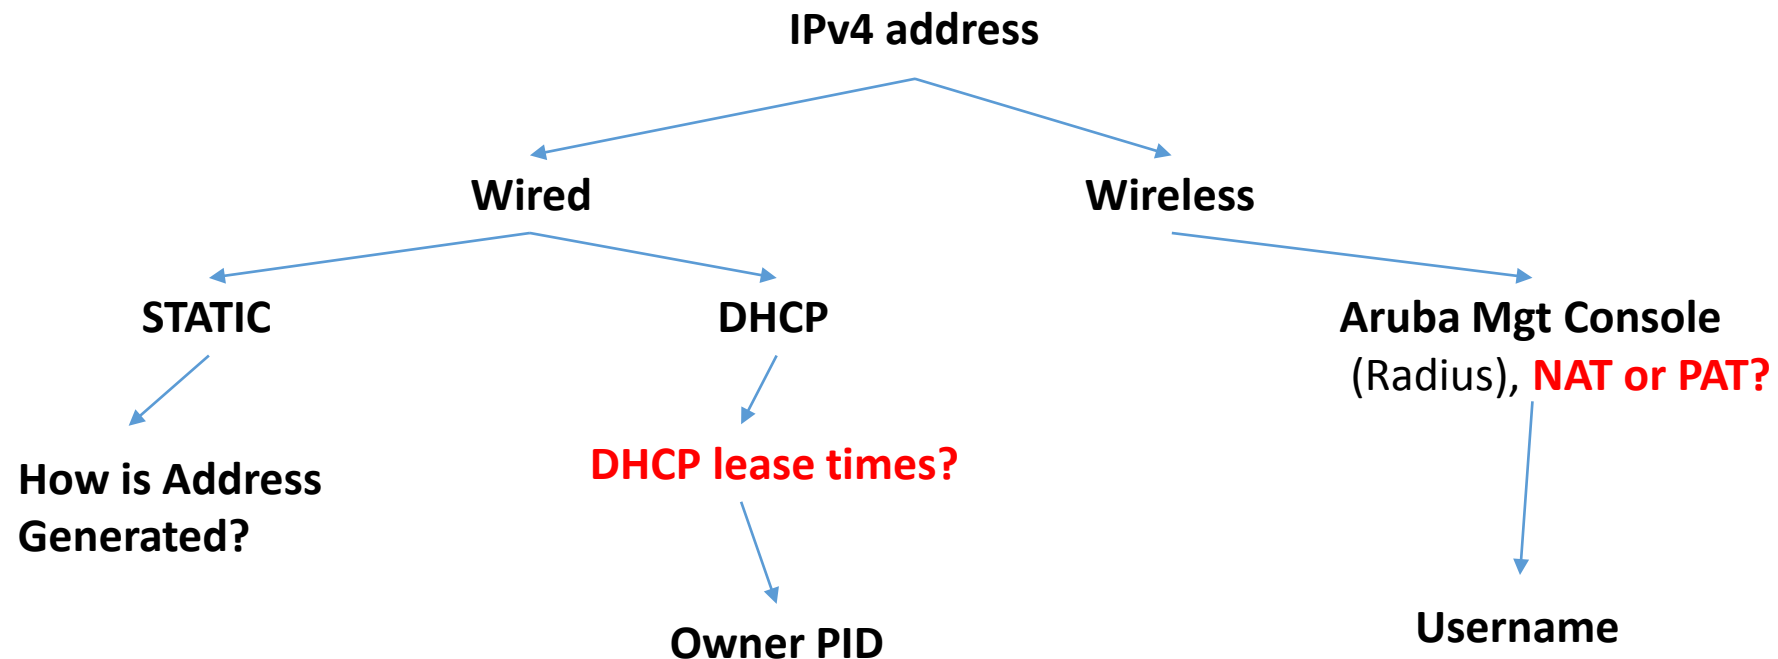 IPv4 address
Wired
Wireless
STATIC
DHCP
Aruba Mgt Console
(Radius), NAT or PAT?
How is Address
Generated?
DHCP lease times?
Owner PID
Username